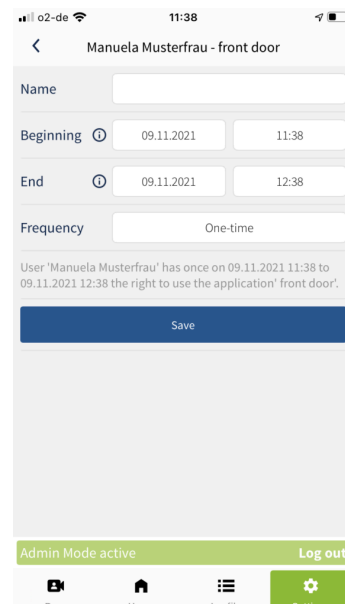 o2-de 11:38
Manuela Musterfrau - front door
Name
Beginning 09.11.2021 11:38
End 09.11.2021 12:38
Frequency One-time
User 'Manuela Musterfrau' has once on 09.11.2021 11:38 to
09.11.2021 12:38 the right to use the application' front door'.
Save
Admin Mode active Log out